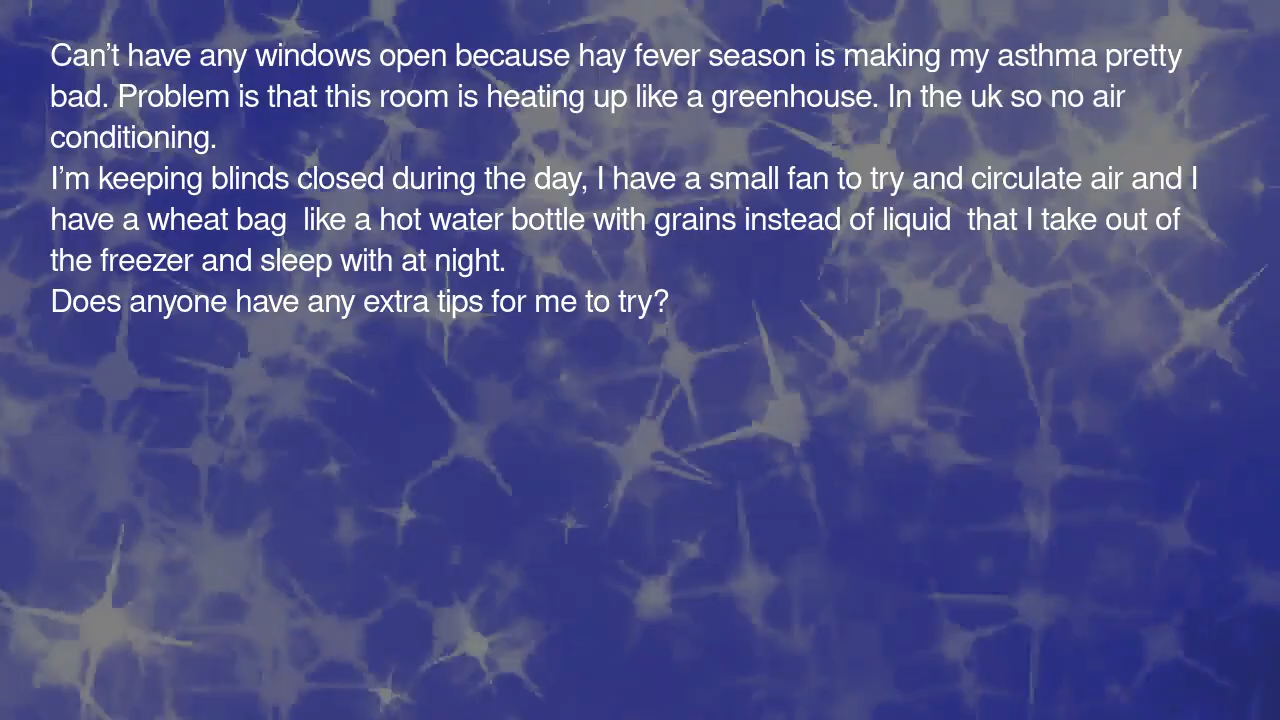 Can’t have any windows open because hay fever season is making my asthma pretty
bad. Problem is that this room is heating up like a greenhouse. In the uk so no air
conditioning.
I’m keeping blinds closed during the day, I have a small fan to try and circulate air and I
have a wheat bag  like a hot water bottle with grains instead of liquid  that I take out of
the freezer and sleep with at night.
Does anyone have any extra tips for me to try?